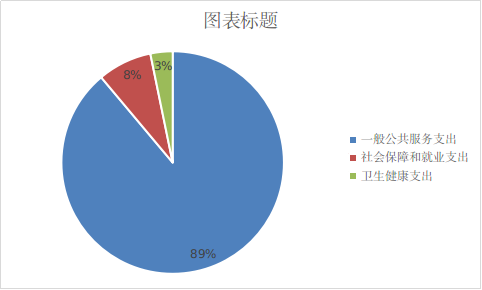 图表标题
3%
8%
一般公共服务支出
社会保障和就业支出
卫生健康支出
89%